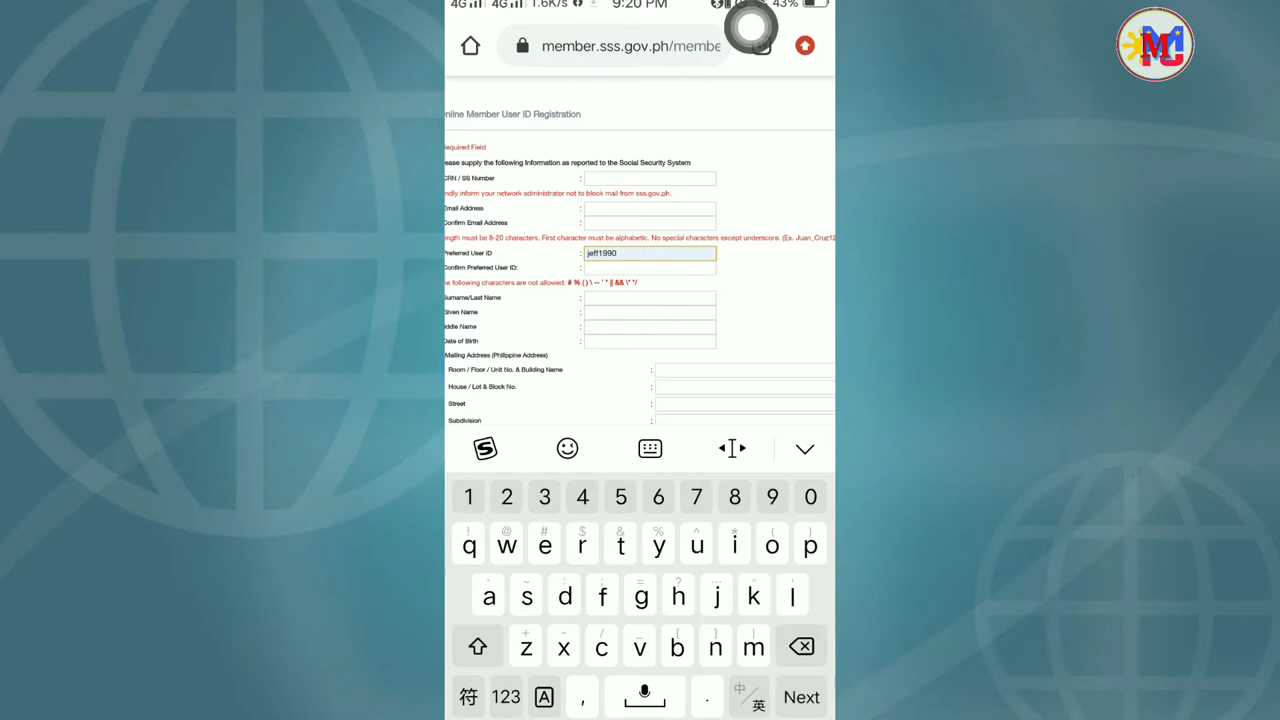 4G 4G 1.6K/s 9:20 PM 43%
member.sss.gov.ph/membe
M
nline Member User ID Registration
equired Field
ease supply the following Information as reported to the Social Security System
CRN / SS Number :
ndly inform your network administrator not to block mail from sss.gov.ph.
Email Address :
Confirm Email Address :
ength must be 8-20 characters. First character must be alphabetic. No special characters except underscore. (Ex. Juan_Cruz12
Preferred User ID : jeff1990
Confirm Preferred User ID: :
e following characters are not allowed: # % ( ) \ -- ' " || && \* */
Surname/Last Name :
Given Name :
iddle Name :
Date of Birth :
Mailing Address (Philippine Address)
Room / Floor / Unit No. & Building Name :
House / Lot & Block No. :
Street :
Subdivision :
1 2 3 4 5 6 7 8 9 0
! @ # $ & % ^ * ( )
q w e r t y u i o p
` ~ : ; = ? ... " '
a s d f g h j k l
+ - / _ [ ] |
z x c v b n m
符 123 A , . 中/英 Next